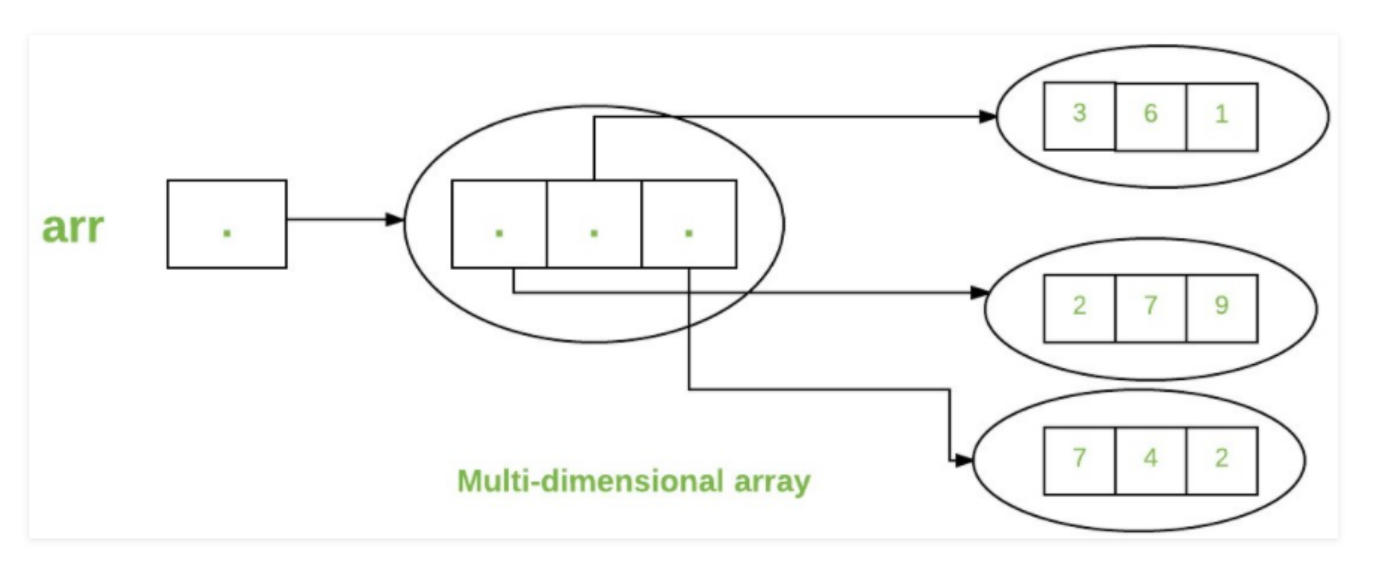 arr
.
. . .
3 6 1
2 7 9
7 4 2
Multi-dimensional array